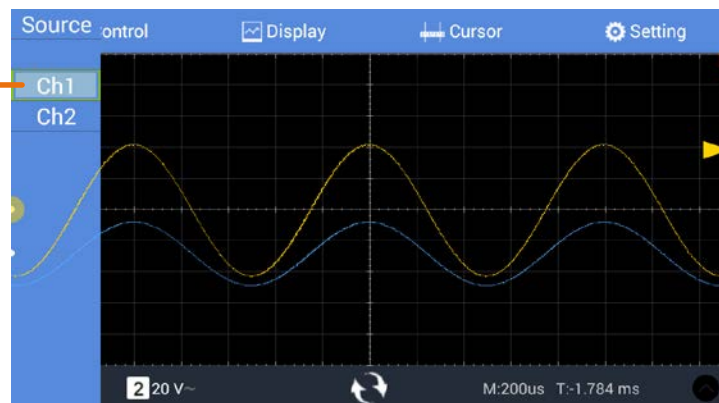 Source ontrol Display Cursor Setting
Ch1
Ch2
2 20 V~ M:200us T:-1.784 ms